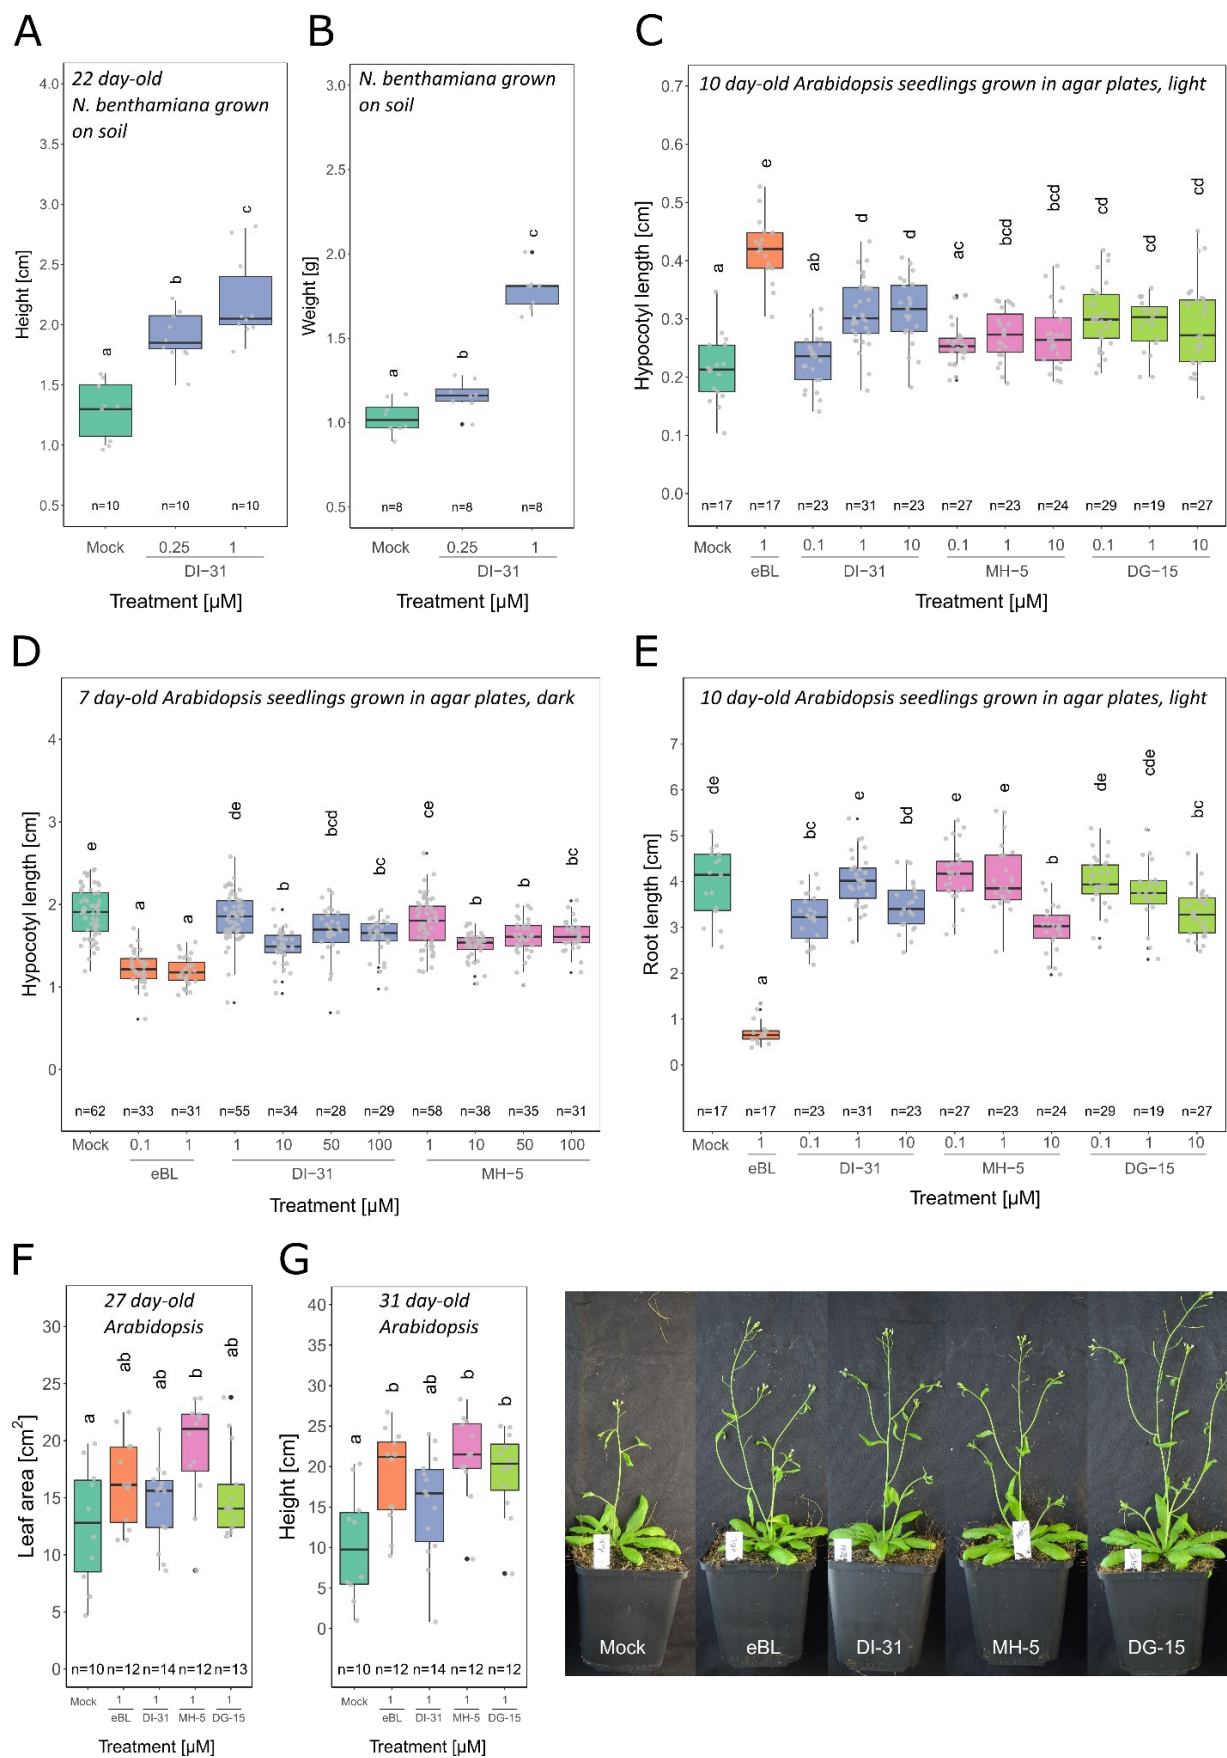 A
22 day-old
N. benthamiana grown
on soil
Height [cm]
4.0
3.5
3.0
2.5
2.0
1.5
1.0
0.5
a
b
c
n=10
n=10
n=10
Mock
0.25
1
DI-31
Treatment [µM]
B
N. benthamiana grown
on soil
Weight [g]
3.0
2.5
2.0
1.5
1.0
0.5
a
b
c
n=8
n=8
n=8
Mock
0.25
1
DI-31
Treatment [µM]
C
10 day-old Arabidopsis seedlings grown in agar plates, light
Hypocotyl length [cm]
0.7
0.6
0.5
0.4
0.3
0.2
0.1
0.0
a
e
ab
d
d
ac
bcd
bcd
cd
cd
cd
n=17
n=17
n=23
n=31
n=23
n=27
n=23
n=24
n=29
n=19
n=27
Mock
1
0.1
1
10
0.1
1
10
0.1
1
10
eBL
DI-31
MH-5
DG-15
Treatment [µM]
D
7 day-old Arabidopsis seedlings grown in agar plates, dark
Hypocotyl length [cm]
4
3
2
1
0
e
a
a
de
b
bcd
bc
ce
b
b
bc
n=62
n=33
n=31
n=55
n=34
n=28
n=29
n=58
n=38
n=35
n=31
Mock
0.1
1
1
10
50
100
1
10
50
100
eBL
DI-31
MH-5
Treatment [µM]
E
10 day-old Arabidopsis seedlings grown in agar plates, light
Root length [cm]
7
6
5
4
3
2
1
0
de
a
bc
e
bd
e
e
b
de
cde
bc
n=17
n=17
n=23
n=31
n=23
n=27
n=23
n=24
n=29
n=19
n=27
Mock
1
0.1
1
10
0.1
1
10
0.1
1
10
eBL
DI-31
MH-5
DG-15
Treatment [µM]
F
27 day-old
Arabidopsis
Leaf area [cm²]
30
25
20
15
10
5
0
a
ab
ab
b
ab
n=10
n=12
n=14
n=12
n=13
Mock
1
1
1
1
eBL
DI-31
MH-5
DG-15
Treatment [µM]
G
31 day-old
Arabidopsis
Height [cm]
40
35
30
25
20
15
10
5
0
a
b
ab
b
b
n=10
n=12
n=14
n=12
n=12
Mock
1
1
1
1
eBL
DI-31
MH-5
DG-15
Treatment [µM]
Mock
eBL
DI-31
MH-5
DG-15